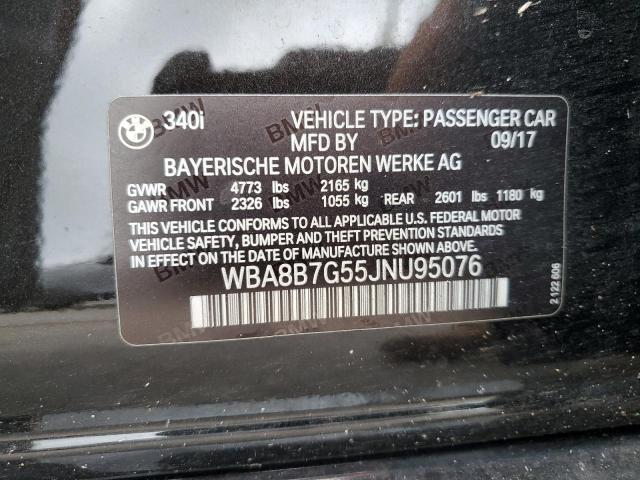 BMW 340i VEHICLE TYPE: PASSENGER CAR
MFD BY 09/17
BAYERISCHE MOTOREN WERKE AG
GVWR 4773 lbs 2165 kg
GAWR FRONT 2326 lbs 1055 kg REAR 2601 lbs 1180 kg
THIS VEHICLE CONFORMS TO ALL APPLICABLE U.S. FEDERAL MOTOR
VEHICLE SAFETY, BUMPER AND THEFT PREVENTION STANDARDS
IN EFFECT ON THE DATE OF MANUFACTURE SHOWN ABOVE.
WBA8B7G55JNU95076
2 122 606